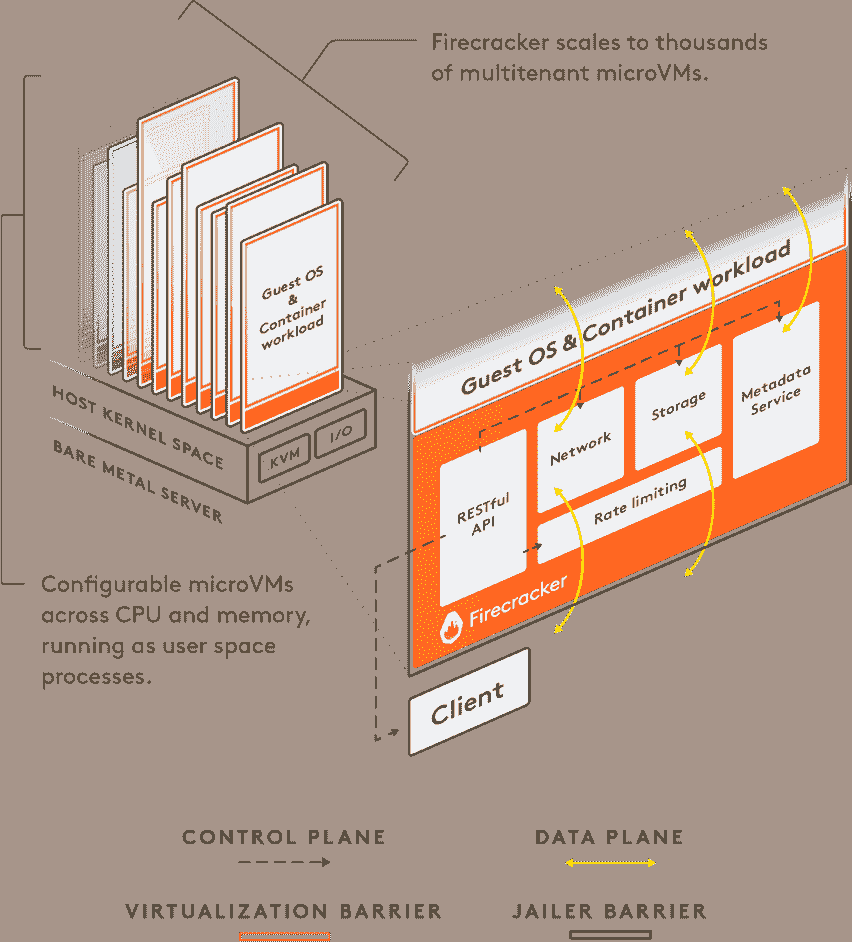 Firecracker scales to thousands
of multitenant microVMs.
Guest OS
&
Container
workload
HOST KERNEL SPACE
BARE METAL SERVER
KVM
I/O
Guest OS & Container workload
RESTful
API
Network
Storage
Metadata
Service
Rate limiting
Firecracker
Configurable microVMs
across CPU and memory,
running as user space
processes.
Client
CONTROL PLANE
DATA PLANE
VIRTUALIZATION BARRIER
JAILER BARRIER